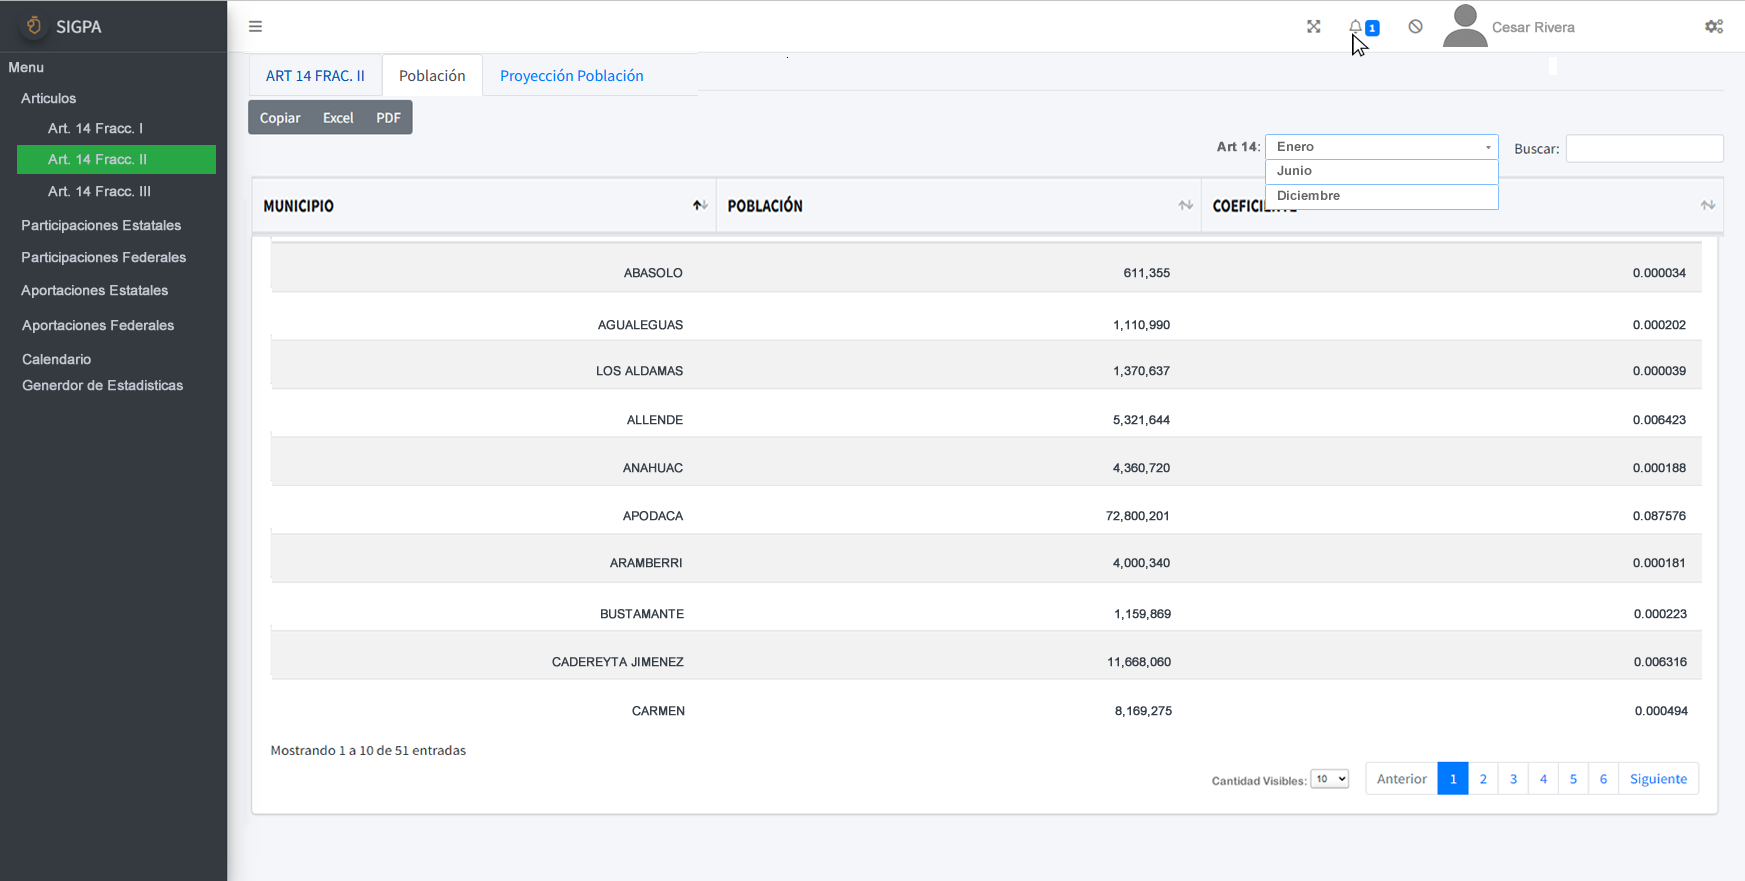 SIGPA
1
Cesar Rivera
Menu
Articulos
Art. 14 Fracc. I
Art. 14 Fracc. II
Art. 14 Fracc. III
Participaciones Estatales
Participaciones Federales
Aportaciones Estatales
Aportaciones Federales
Calendario
Generdor de Estadisticas
ART 14 FRAC. II Población Proyección Población
Copiar Excel PDF
Art 14: Enero Buscar:
Junio
Diciembre
MUNICIPIO POBLACIÓN COEFICIENTE
ABASOLO 611,355 0.000034
AGUALEGUAS 1,110,990 0.000202
LOS ALDAMAS 1,370,637 0.000039
ALLENDE 5,321,644 0.006423
ANAHUAC 4,360,720 0.000188
APODACA 72,800,201 0.087576
ARAMBERRI 4,000,340 0.000181
BUSTAMANTE 1,159,869 0.000223
CADEREYTA JIMENEZ 11,668,060 0.006316
CARMEN 8,169,275 0.000494
Mostrando 1 a 10 de 51 entradas
Cantidad Visibles: 10 Anterior 1 2 3 4 5 6 Siguiente